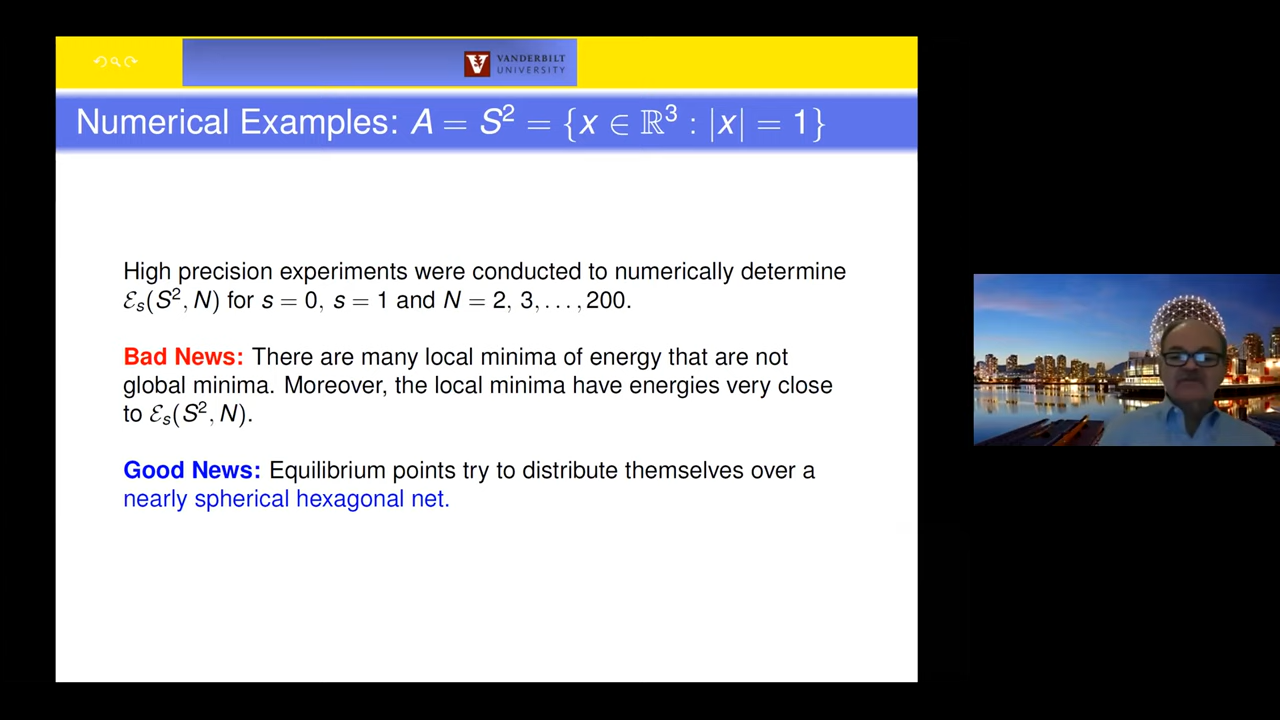 VANDERBILT
UNIVERSITY
Numerical Examples: A = S² = {x ∈ ℝ³ : |x| = 1}
High precision experiments were conducted to numerically determine
ℰₛ(S², N) for s = 0, s = 1 and N = 2, 3, . . . , 200.
Bad News: There are many local minima of energy that are not
global minima. Moreover, the local minima have energies very close
to ℰₛ(S², N).
Good News: Equilibrium points try to distribute themselves over a
nearly spherical hexagonal net.